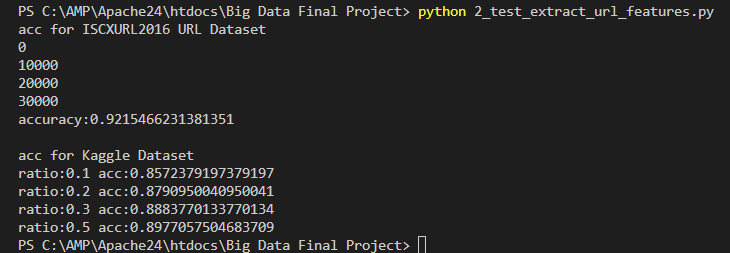 PS C:\AMP\Apache24\htdocs\Big Data Final Project> python 2_test_extract_url_features.py
acc for ISCXURL2016 URL Dataset
0
10000
20000
30000
accuracy:0.9215466231381351
acc for Kaggle Dataset
ratio:0.1 acc:0.8572379197379197
ratio:0.2 acc:0.8790950040950041
ratio:0.3 acc:0.8883770133770134
ratio:0.5 acc:0.8977057504683709
PS C:\AMP\Apache24\htdocs\Big Data Final Project>